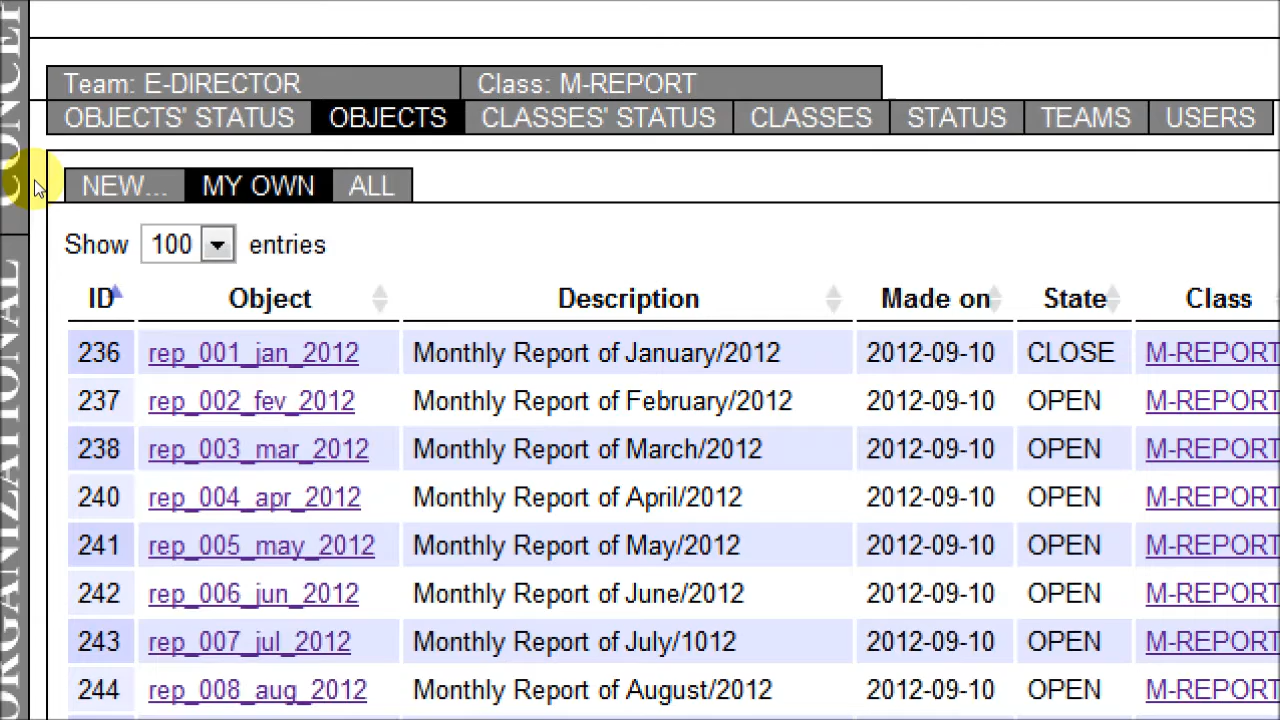 Team: E-DIRECTOR Class: M-REPORT
OBJECTS' STATUS OBJECTS CLASSES' STATUS CLASSES STATUS TEAMS USERS
NEW... MY OWN ALL
Show 100 entries
ID Object Description Made on State Class
236 rep_001_jan_2012 Monthly Report of January/2012 2012-09-10 CLOSE M-REPORT
237 rep_002_fev_2012 Monthly Report of February/2012 2012-09-10 OPEN M-REPORT
238 rep_003_mar_2012 Monthly Report of March/2012 2012-09-10 OPEN M-REPORT
240 rep_004_apr_2012 Monthly Report of April/2012 2012-09-10 OPEN M-REPORT
241 rep_005_may_2012 Monthly Report of May/2012 2012-09-10 OPEN M-REPORT
242 rep_006_jun_2012 Monthly Report of June/2012 2012-09-10 OPEN M-REPORT
243 rep_007_jul_2012 Monthly Report of July/1012 2012-09-10 OPEN M-REPORT
244 rep_008_aug_2012 Monthly Report of August/2012 2012-09-10 OPEN M-REPORT
ORGANIZATIONAL